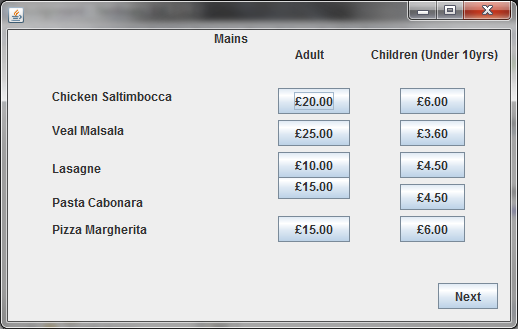 Mains
Adult Children (Under 10yrs)
Chicken Saltimbocca £20.00 £6.00
Veal Malsala £25.00 £3.60
Lasagne £10.00 £4.50
Pasta Cabonara £15.00 £4.50
Pizza Margherita £15.00 £6.00
Next